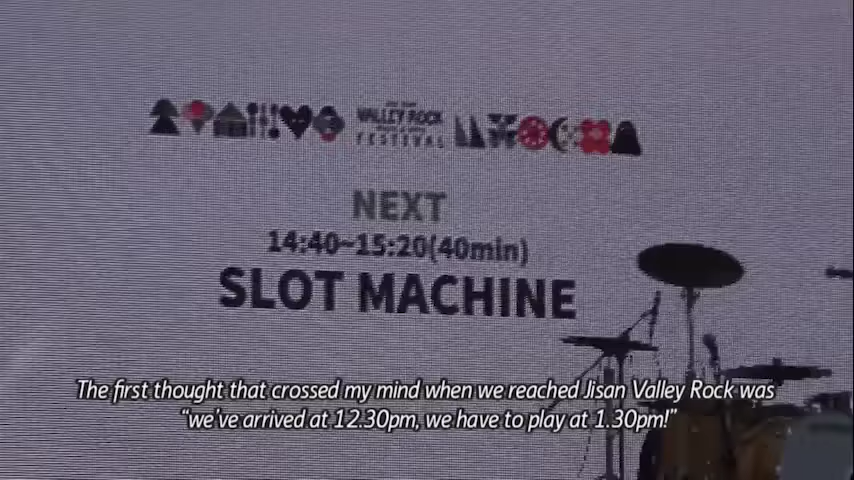 VALLEY ROCK
FESTIVAL
NEXT
14:40~15:20(40min)
SLOT MACHINE
The first thought that crossed my mind when we reached Jisan Valley Rock was
“we've arrived at 12.30pm, we have to play at 1.30pm!”